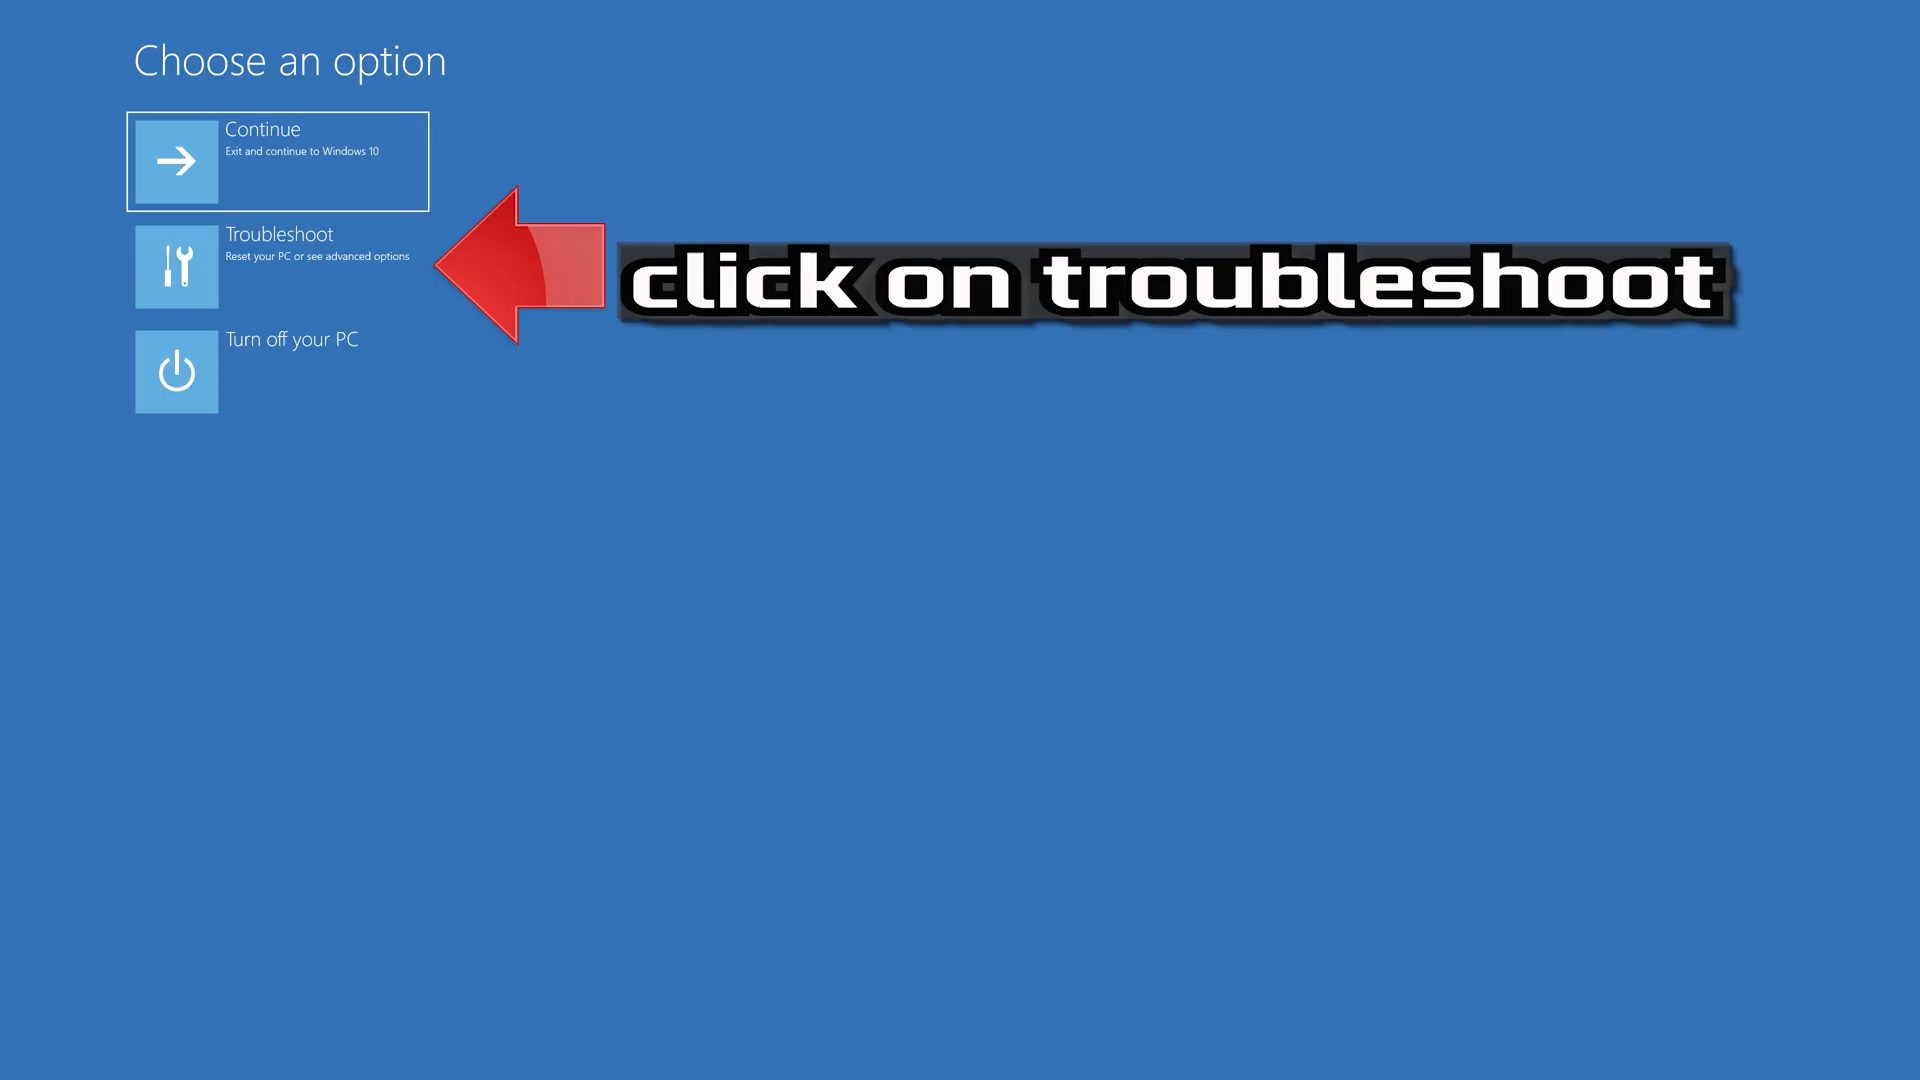 Choose an option
Continue
Exit and continue to Windows 10
Troubleshoot
Reset your PC or see advanced options
click on troubleshoot
Turn off your PC